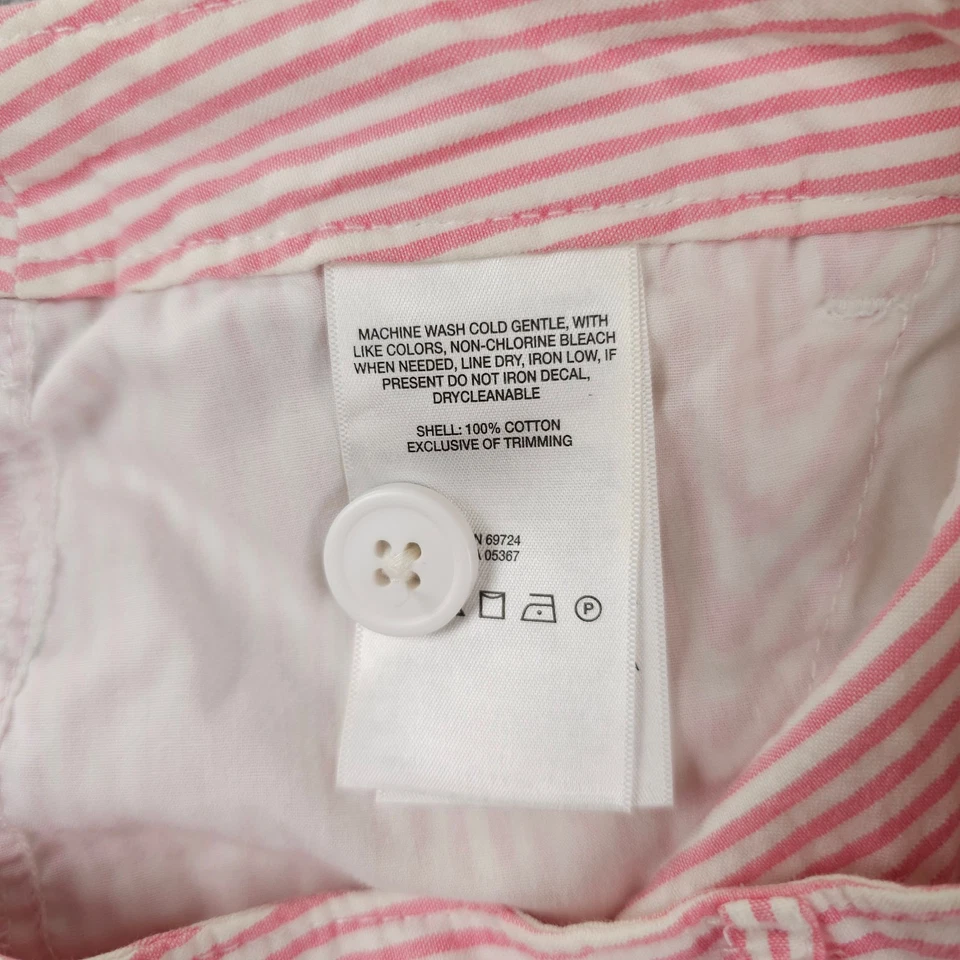 MACHINE WASH COLD GENTLE, WITH
LIKE COLORS, NON-CHLORINE BLEACH
WHEN NEEDED, LINE DRY, IRON LOW, IF
PRESENT DO NOT IRON DECAL,
DRYCLEANABLE
SHELL: 100% COTTON
EXCLUSIVE OF TRIMMING
69724
05367
P